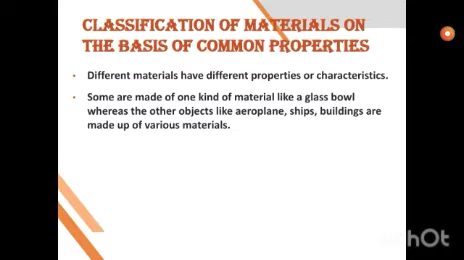 CLASSIFICATION OF MATERIALS ON
THE BASIS OF COMMON PROPERTIES
• Different materials have different properties or characteristics.
• Some are made of one kind of material like a glass bowl
whereas the other objects like aeroplane, ships, buildings are
made up of various materials.